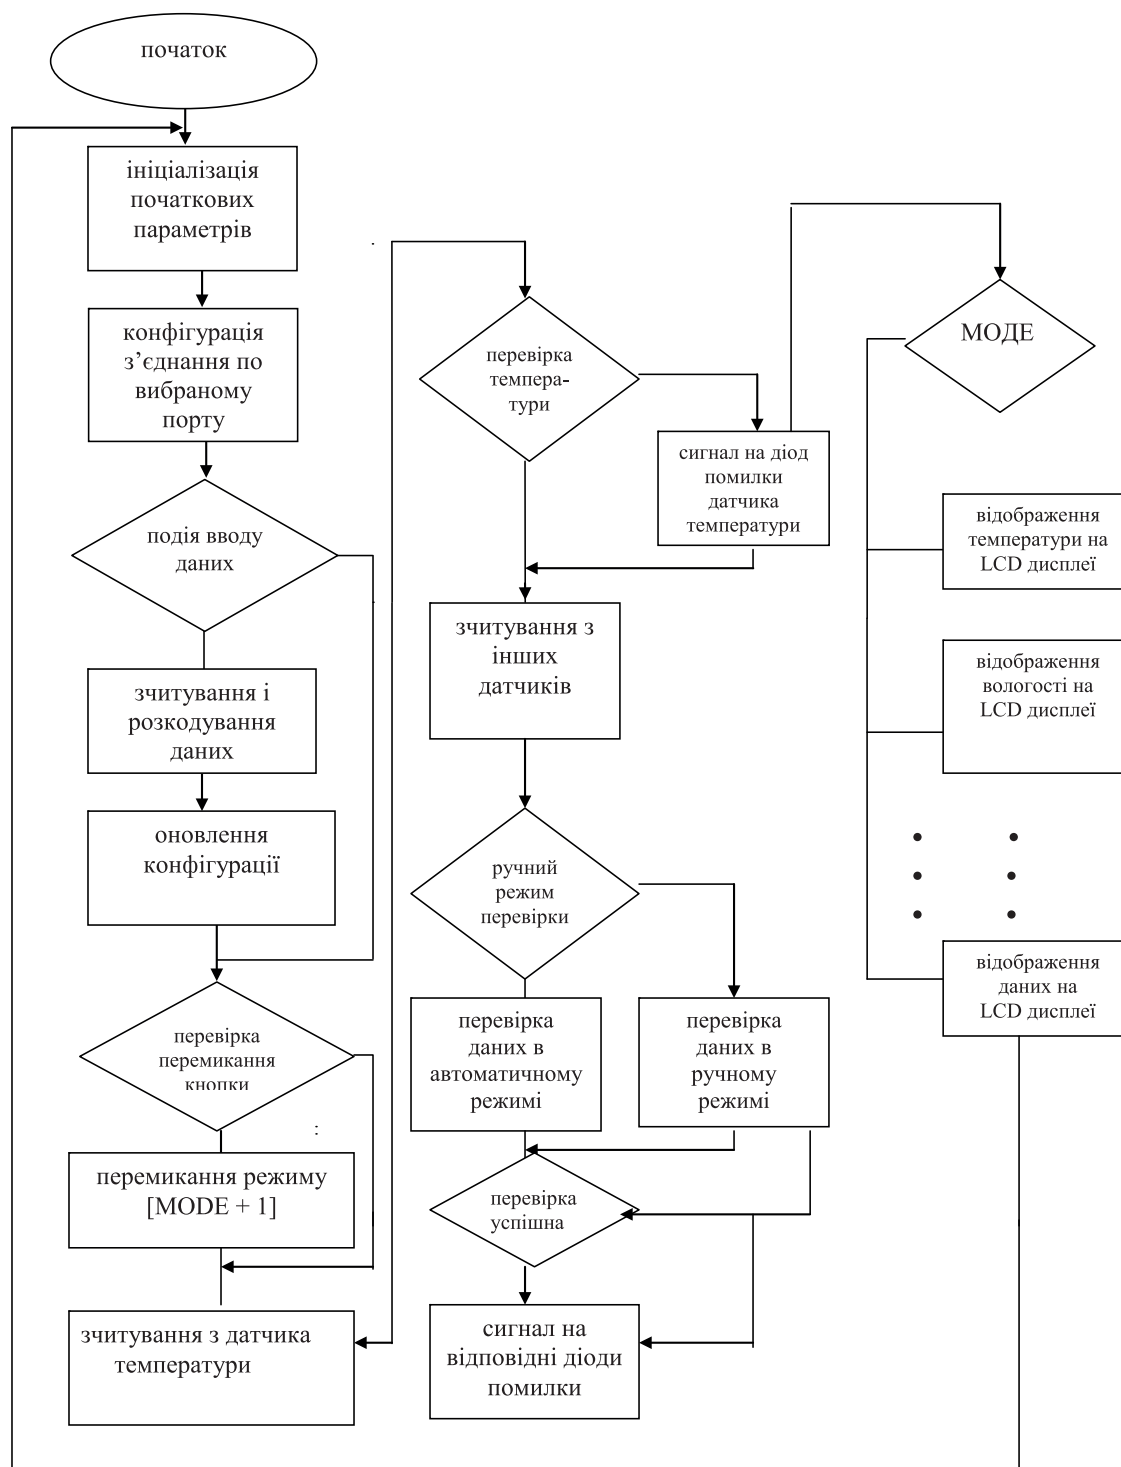 початок
ініціалізація
початкових
параметрів
конфігурація
з’єднання по
вибраному
порту
подія вводу
даних
зчитування і
розкодування
даних
оновлення
конфігурації
перевірка
перемикання
кнопки
перемикання режиму
[MODE + 1]
зчитування з датчика
температури
перевірка
темпера-
тури
сигнал на діод
помилки
датчика
температури
зчитування з
інших
датчиків
ручний
режим
перевірки
перевірка
даних в
автоматичному
режимі
перевірка
даних в
ручному
режимі
перевірка
успішна
сигнал на
відповідні діоди
помилки
МОДЕ
відображення
температури на
LCD дисплеї
відображення
вологості на
LCD дисплеї
відображення
даних на
LCD дисплеї